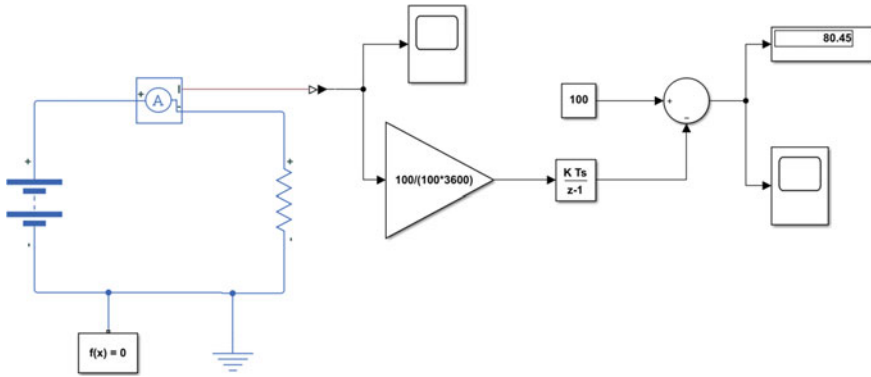 80.45
100
+
−
A
+
I
100/(100*3600)
K Ts
z-1
+
+
-
-
f(x) = 0